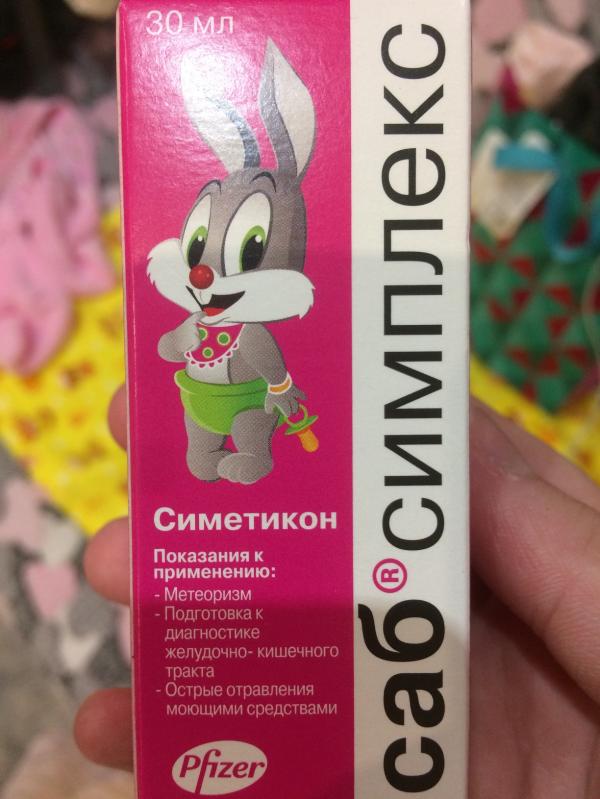 30 мл
Симетикон
Показания к
применению:
- Метеоризм
- Подготовка к
диагностике
желудочно- кишечного
тракта
- Острые отравления
моющими средствами
Pfizer
саб® симплекс